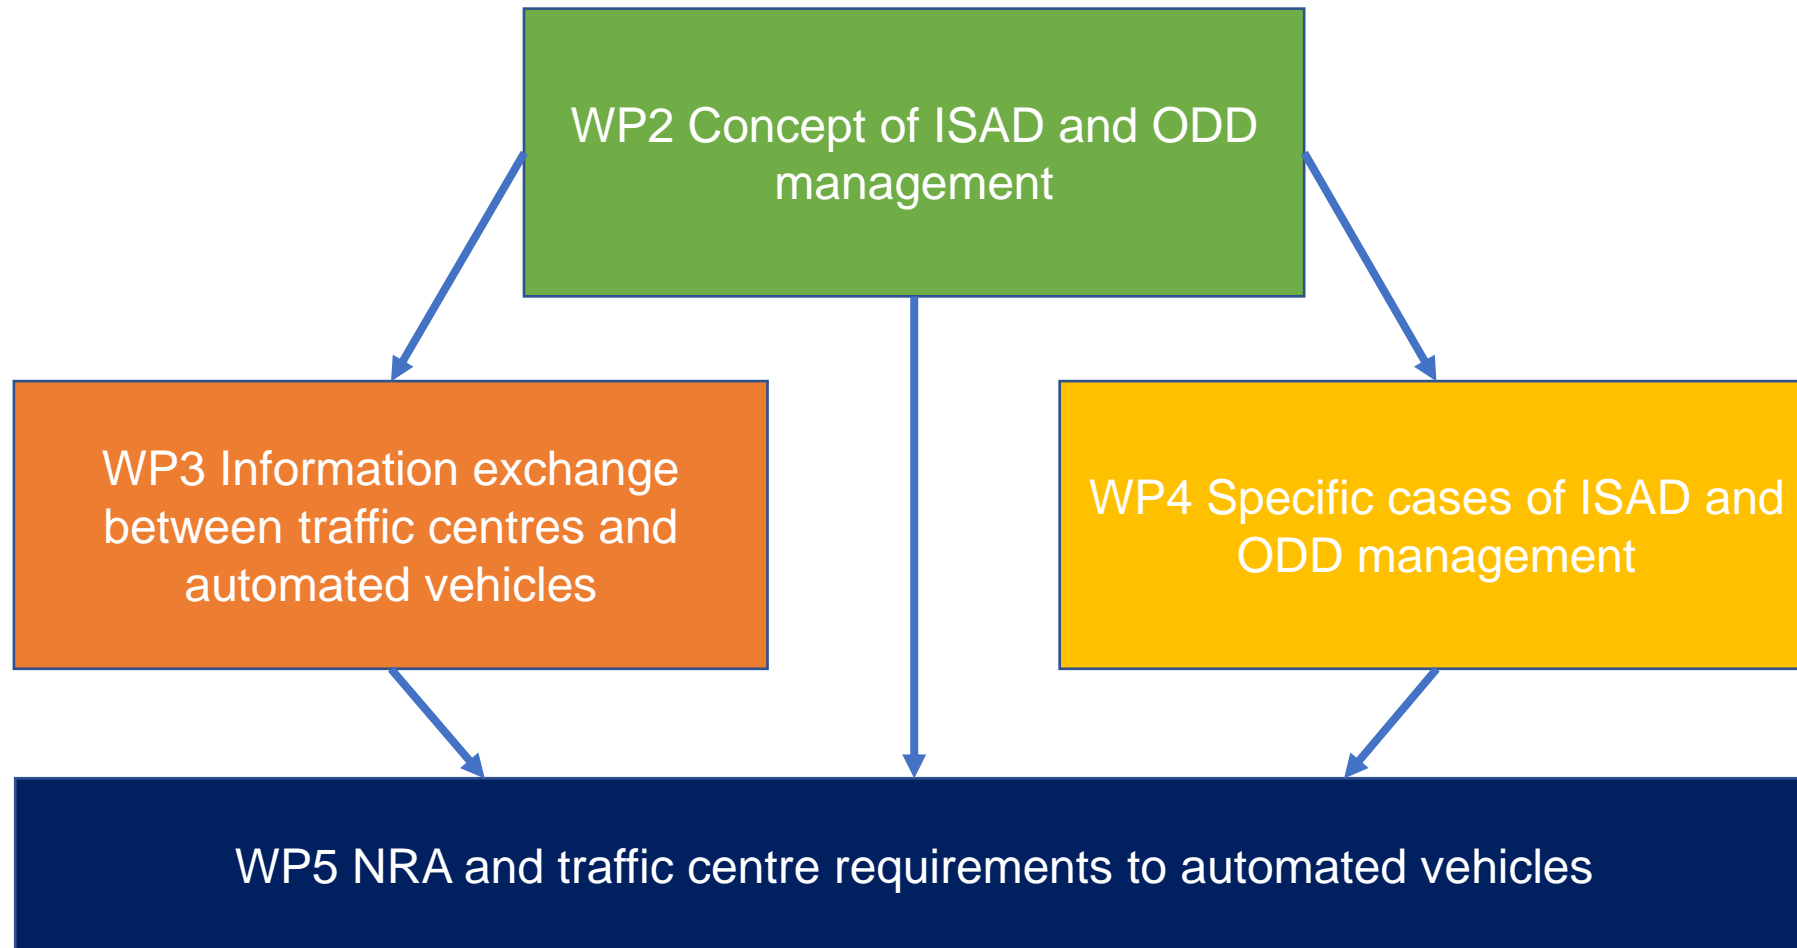 WP2 Concept of ISAD and ODD
management
WP3 Information exchange
between traffic centres and
automated vehicles
WP4 Specific cases of ISAD and
ODD management
WP5 NRA and traffic centre requirements to automated vehicles